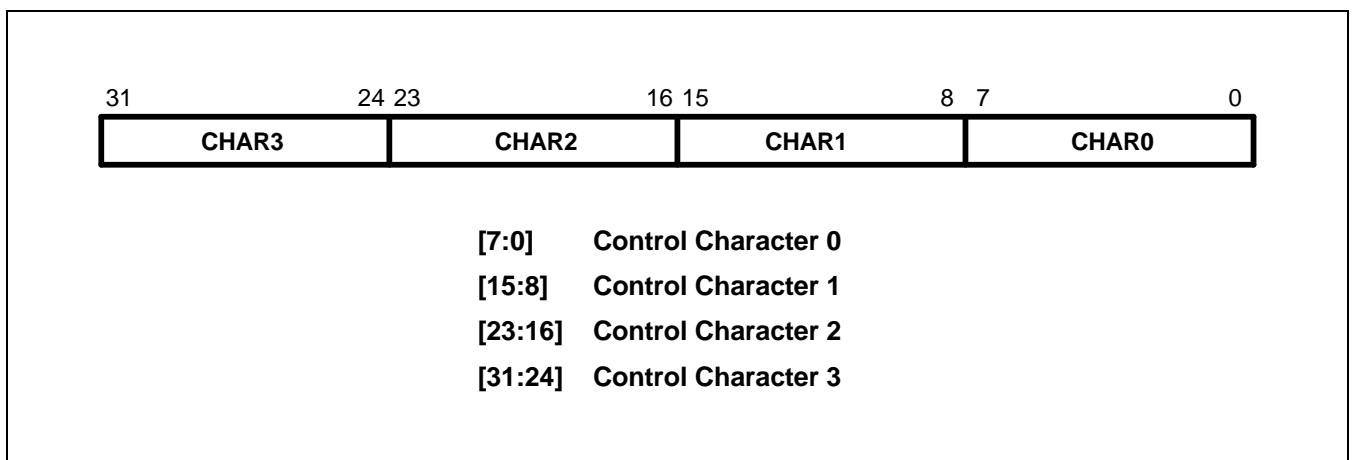 31 24 23 16 15 8 7 0
CHAR3 CHAR2 CHAR1 CHAR0
[7:0] Control Character 0
[15:8] Control Character 1
[23:16] Control Character 2
[31:24] Control Character 3